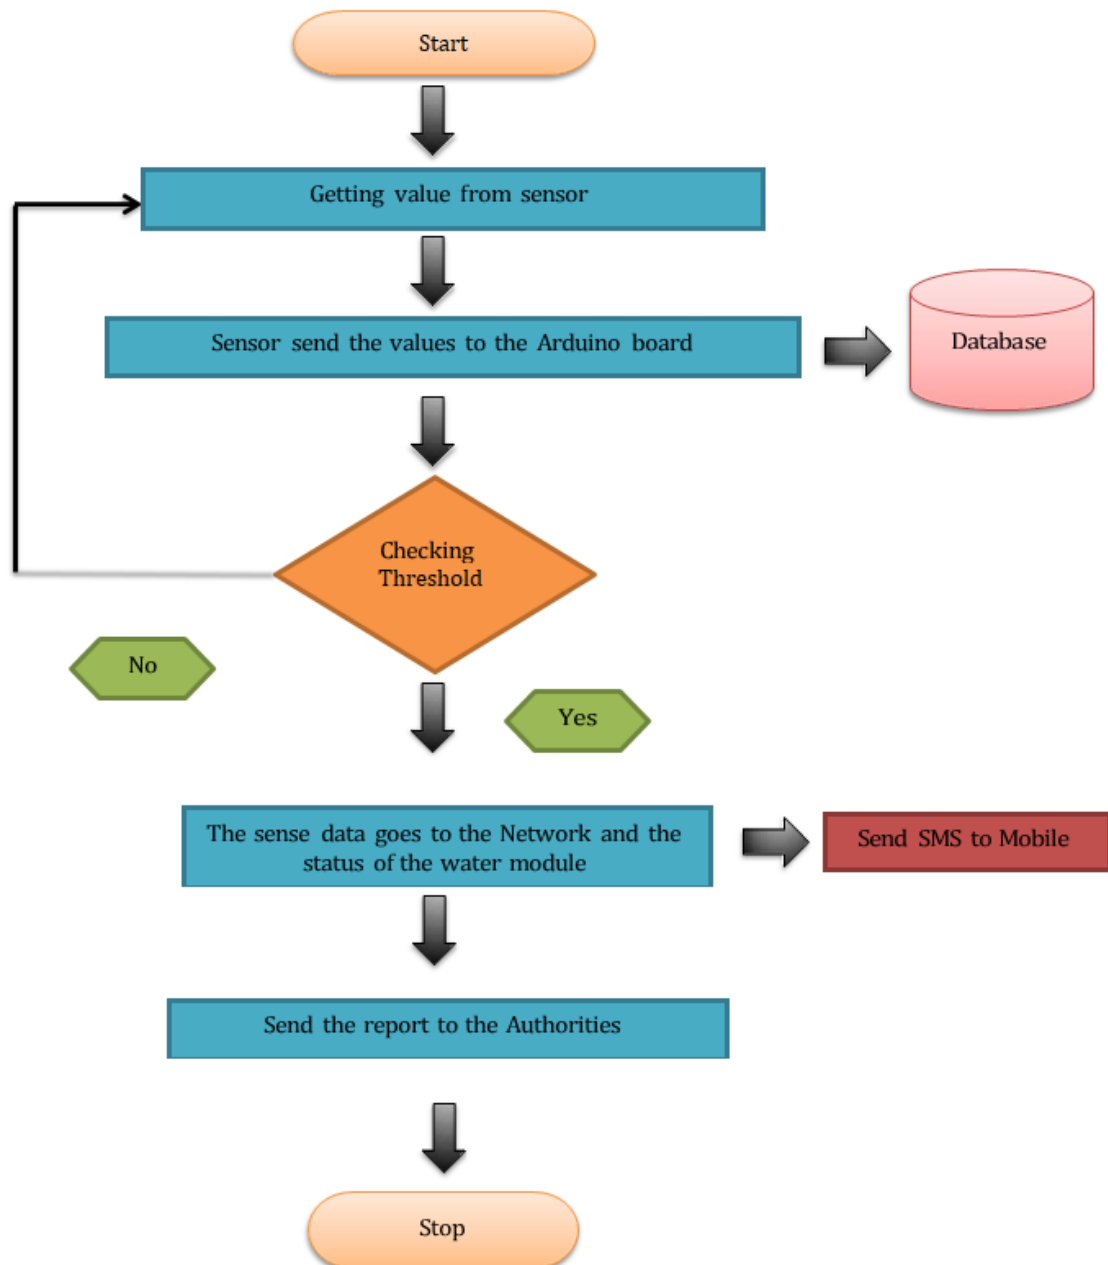 Start
Getting value from sensor
Sensor send the values to the Arduino board
Database
Checking
Threshold
No
Yes
The sense data goes to the Network and the
status of the water module
Send SMS to Mobile
Send the report to the Authorities
Stop